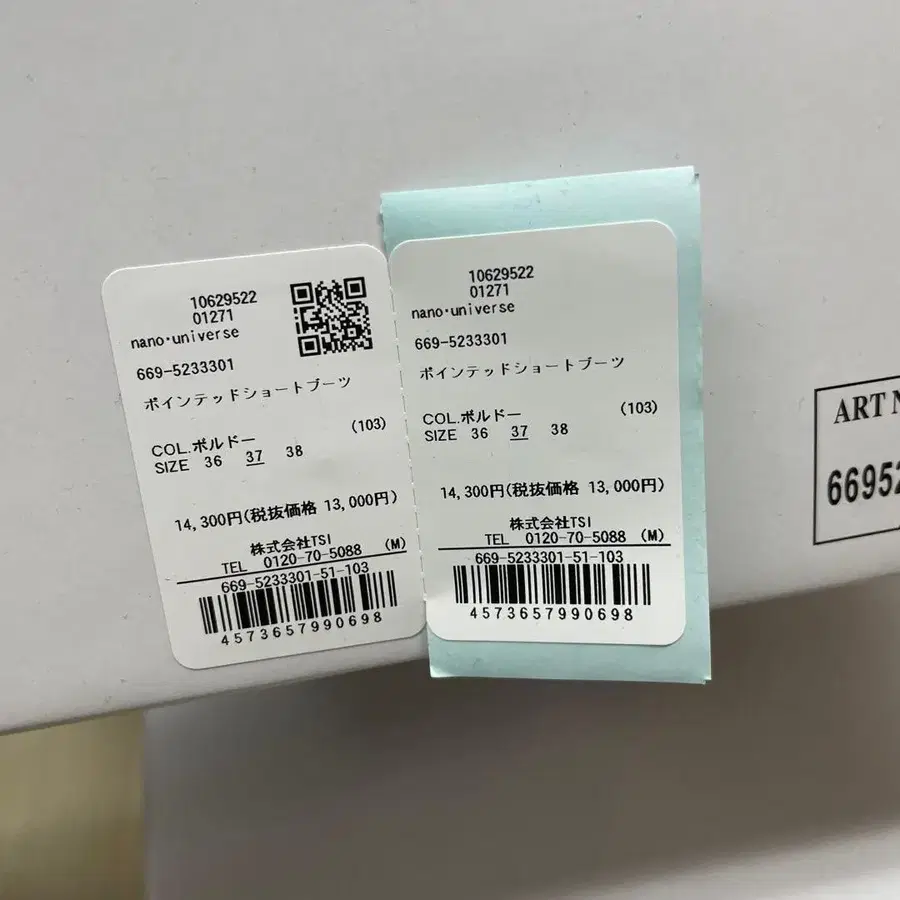 10629522
01271
nano・universe
669-5233301
ポインテッドショートブーツ
COL.ボルドー (103)
SIZE 36 37 38
14,300円(税抜価格 13,000円)
株式会社TSI
TEL 0120-70-5088 (M)
669-5233301-51-103
4573657990698
10629522
01271
nano・universe
669-5233301
ポインテッドショートブーツ
COL.ボルドー (103)
SIZE 36 37 38
14,300円(税抜価格 13,000円)
株式会社TSI
TEL 0120-70-5088 (M)
669-5233301-51-103
4573657990698
ART N
66952